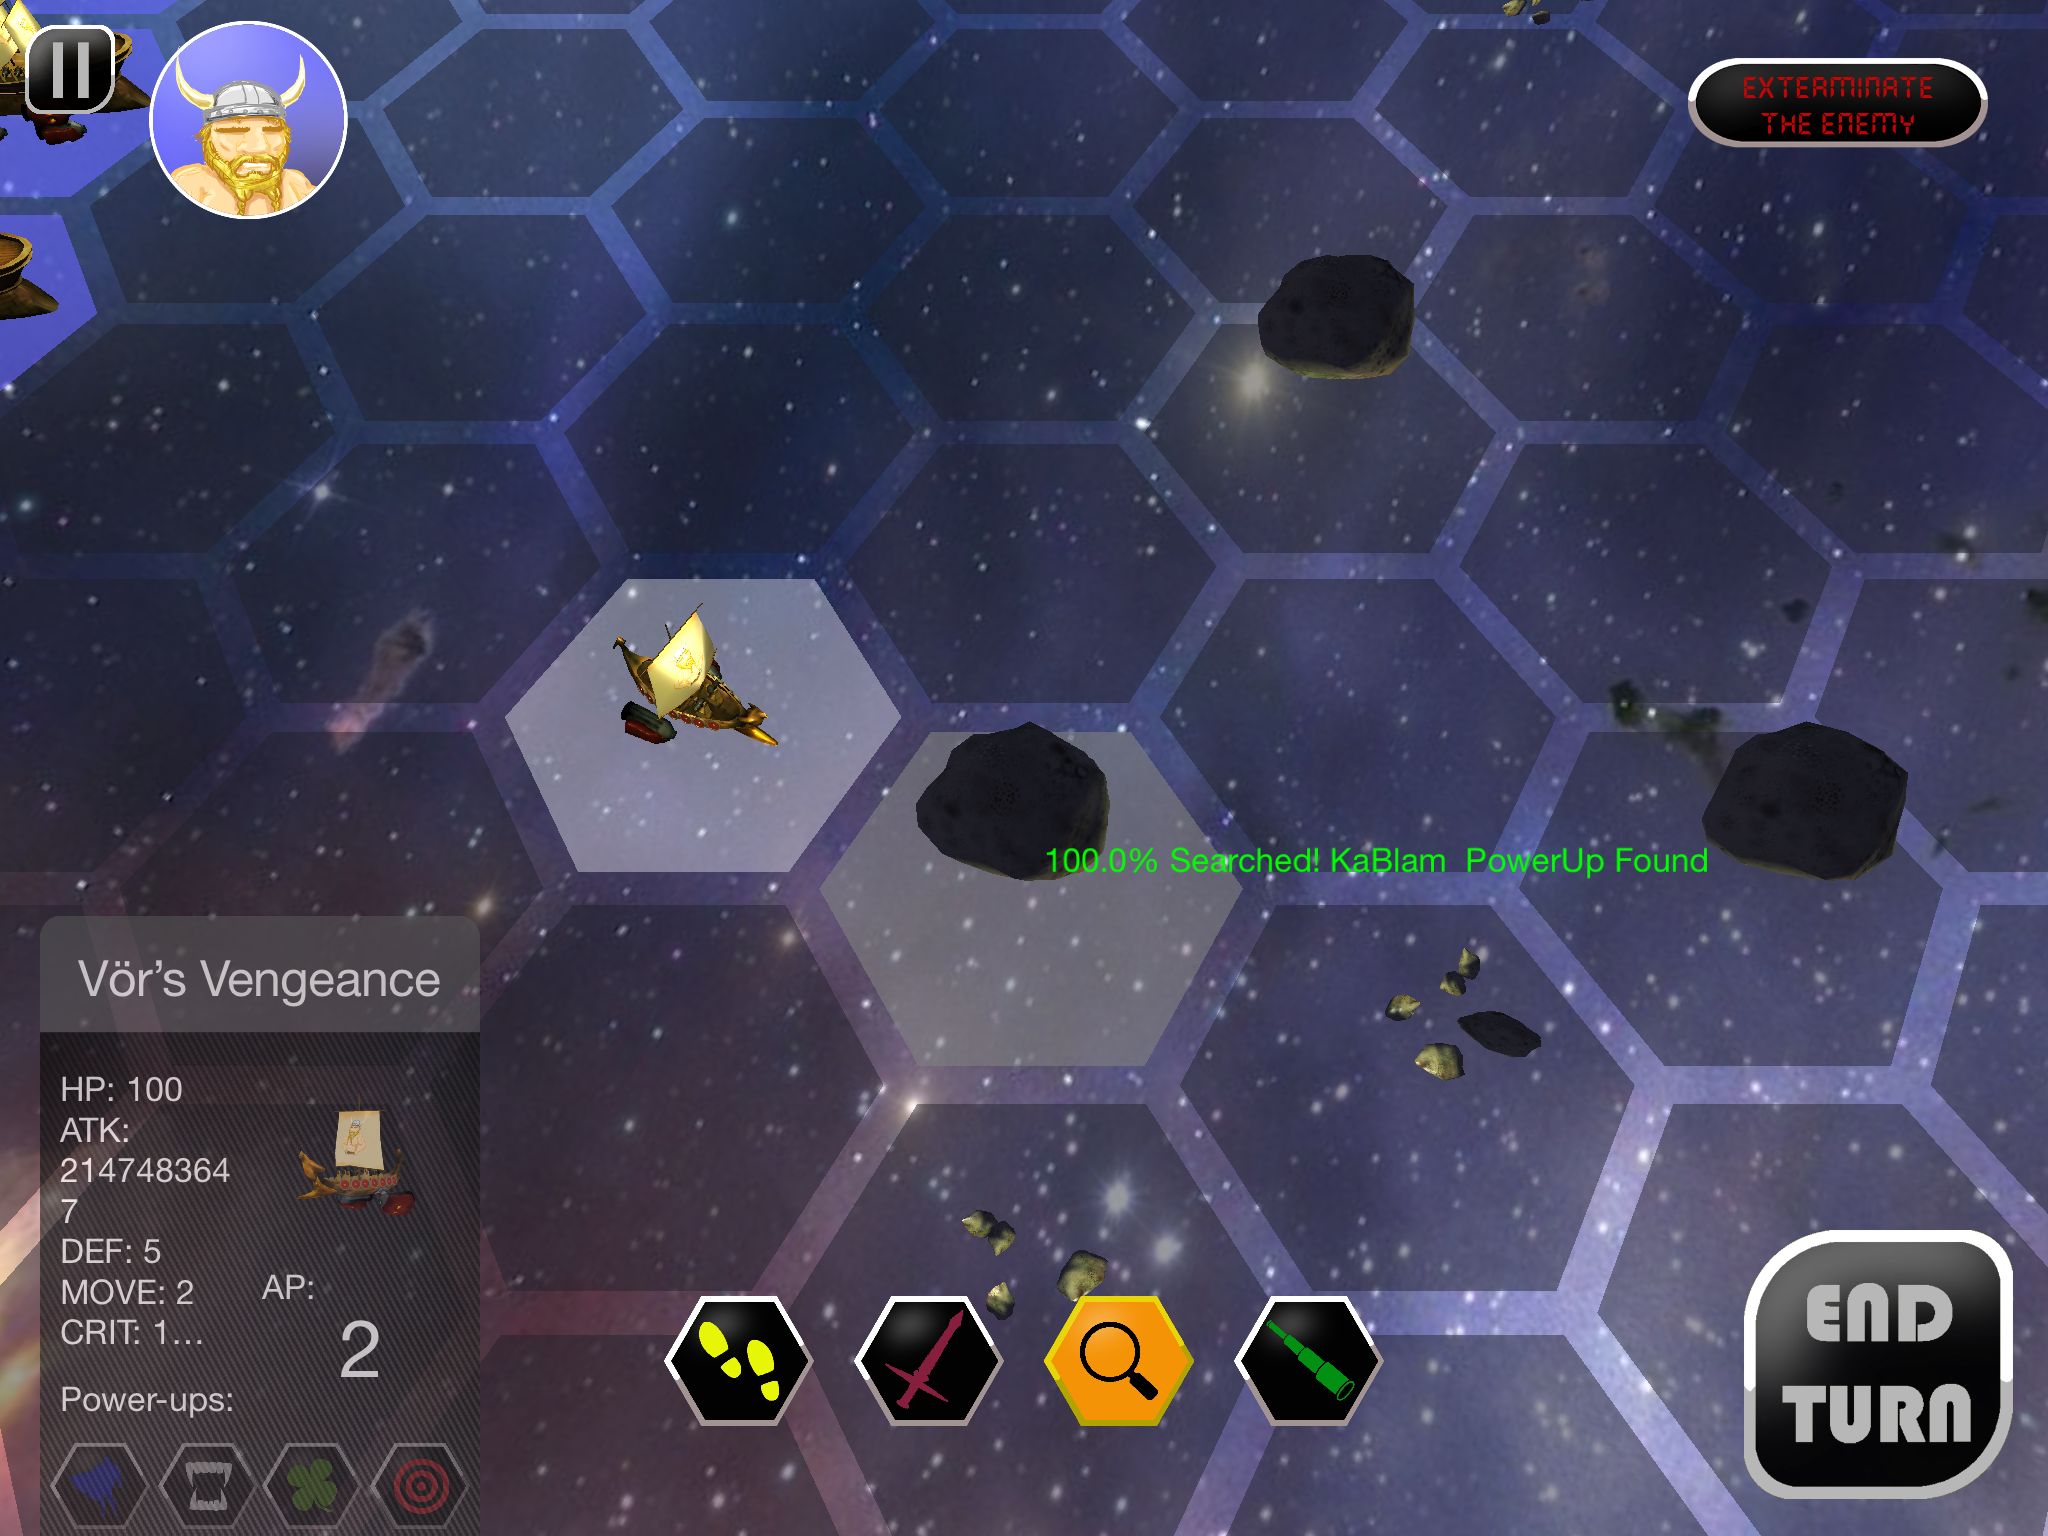 EXTERMINATE
THE ENEMY
100.0% Searched! KaBlam  PowerUp Found
Vör’s Vengeance
HP: 100
ATK:
214748364
7
DEF: 5
MOVE: 2
CRIT: 1...
AP:
2
Power-ups:
END
TURN